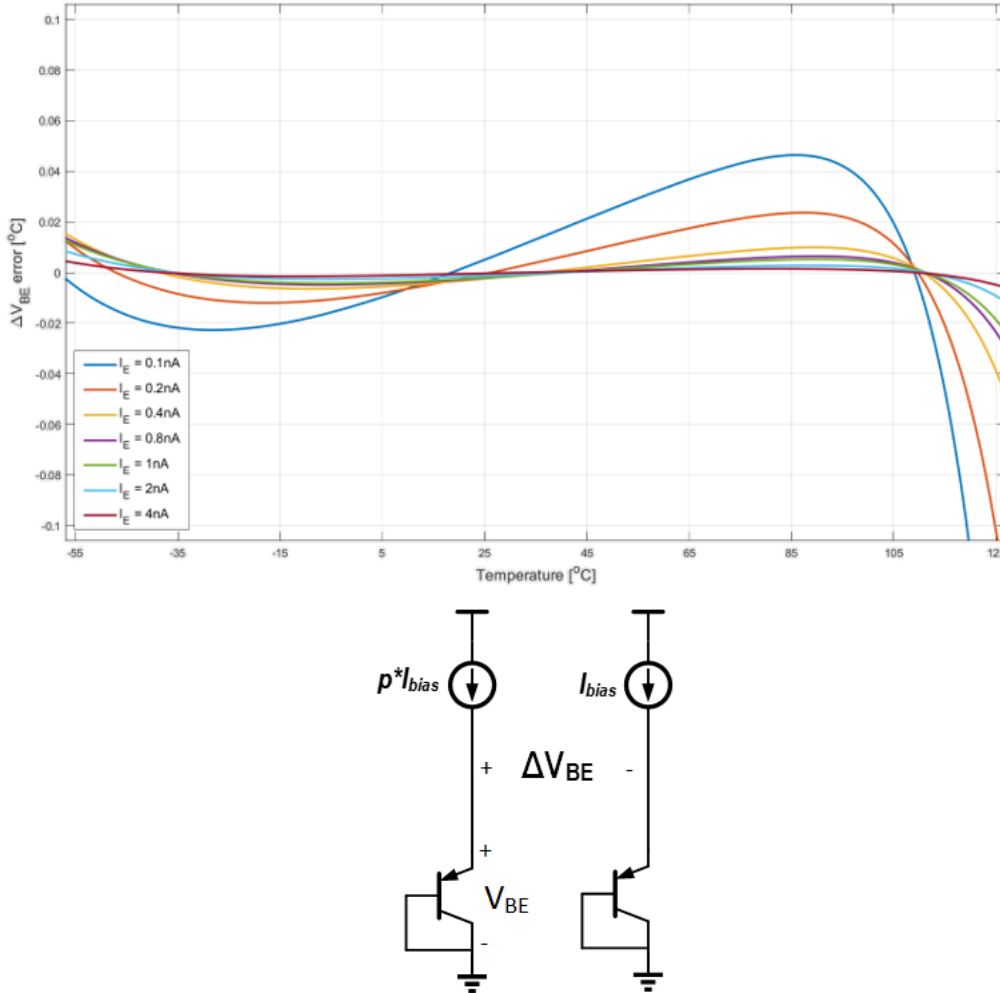 0.1
0.08
0.06
0.04
0.02
0
-0.02
-0.04
-0.06
-0.08
-0.1
ΔV_BE error [°C]
I_E = 0.1nA
I_E = 0.2nA
I_E = 0.4nA
I_E = 0.8nA
I_E = 1nA
I_E = 2nA
I_E = 4nA
-55 -35 -15 5 25 45 65 85 105
Temperature [°C]
p*I_bias I_bias
+ ΔV_BE -
+
V_BE
-